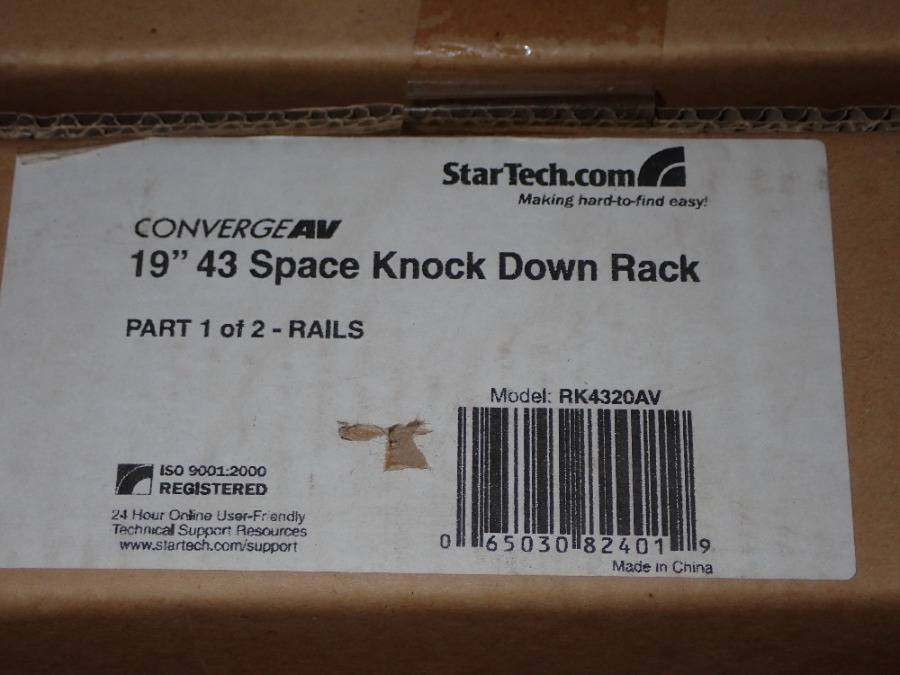 StarTech.com
Making hard-to-find easy!
CONVERGEAV
19" 43 Space Knock Down Rack
PART 1 of 2 - RAILS
Model: RK4320AV
ISO 9001:2000
REGISTERED
24 Hour Online User-Friendly
Technical Support Resources
www.startech.com/support
0 65030 82401 9
Made in China